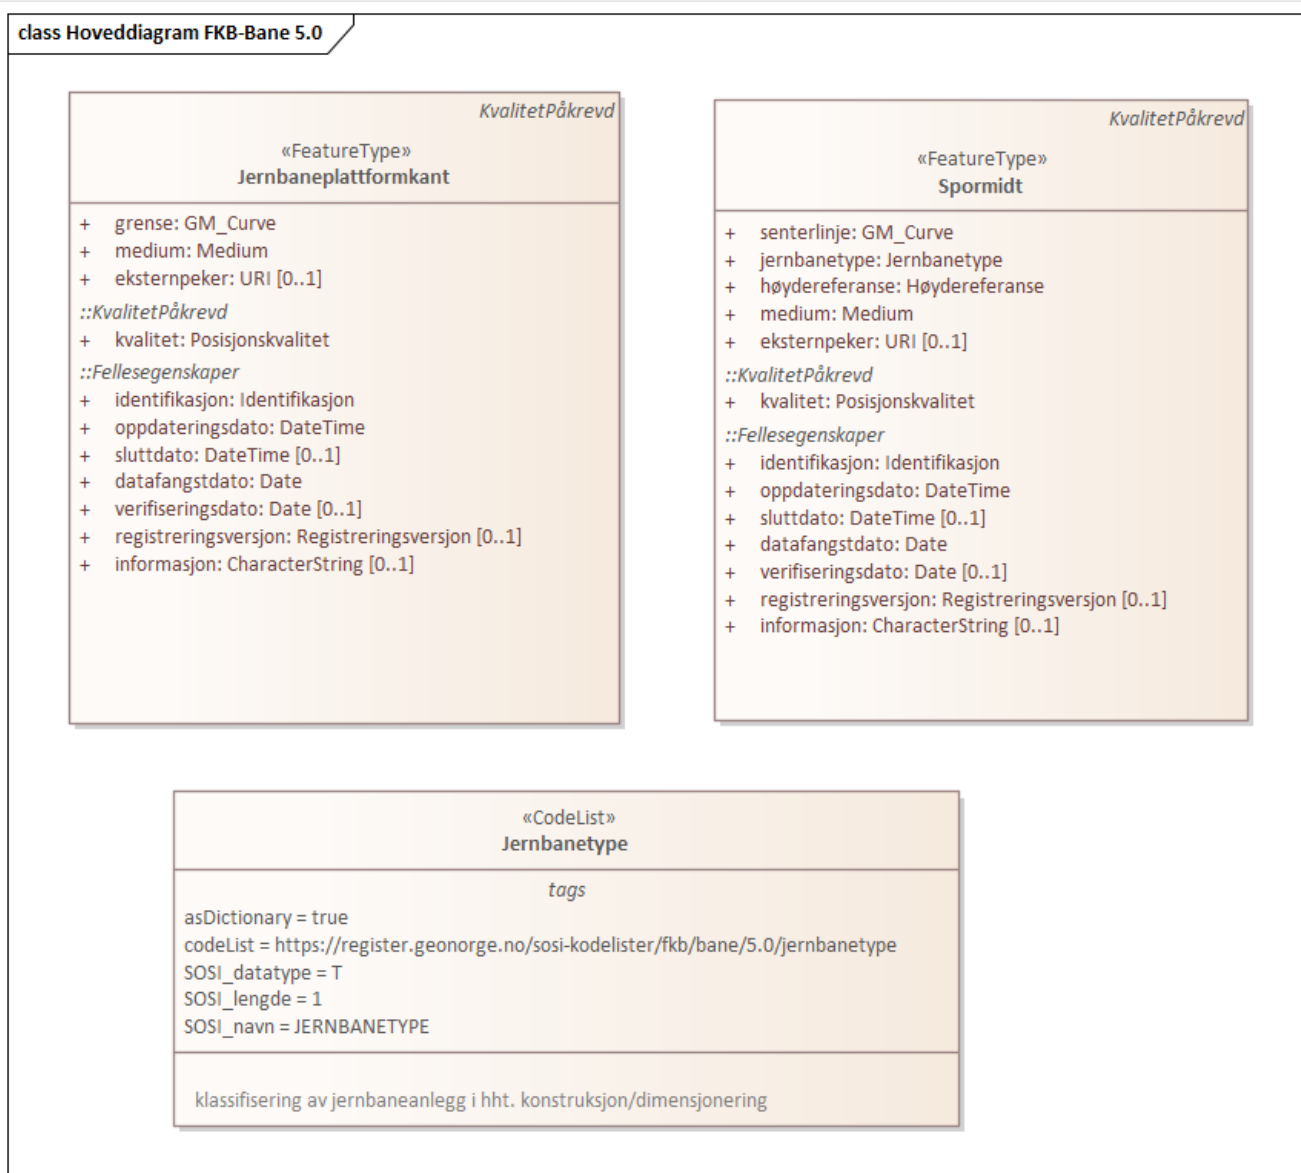 class Hoveddiagram FKB-Bane 5.0
KvalitetPåkrevd
«FeatureType»
Jernbaneplattformkant
+ grense: GM_Curve
+ medium: Medium
+ eksternpeker: URI [0..1]
::KvalitetPåkrevd
+ kvalitet: Posisjonskvalitet
::Fellesegenskaper
+ identifikasjon: Identifikasjon
+ oppdateringsdato: DateTime
+ sluttdato: DateTime [0..1]
+ datafangstdato: Date
+ verifiseringsdato: Date [0..1]
+ registreringsversjon: Registreringsversjon [0..1]
+ informasjon: CharacterString [0..1]
KvalitetPåkrevd
«FeatureType»
Spormidt
+ senterlinje: GM_Curve
+ jernbanetype: Jernbanetype
+ høydereferanse: Høydereferanse
+ medium: Medium
+ eksternpeker: URI [0..1]
::KvalitetPåkrevd
+ kvalitet: Posisjonskvalitet
::Fellesegenskaper
+ identifikasjon: Identifikasjon
+ oppdateringsdato: DateTime
+ sluttdato: DateTime [0..1]
+ datafangstdato: Date
+ verifiseringsdato: Date [0..1]
+ registreringsversjon: Registreringsversjon [0..1]
+ informasjon: CharacterString [0..1]
«CodeList»
Jernbanetype
tags
asDictionary = true
codeList = https://register.geonorge.no/sosi-kodelister/fkb/bane/5.0/jernbanetype
SOSI_datatype = T
SOSI_lengde = 1
SOSI_navn = JERNBANETYPE
klassifisering av jernbaneanlegg i hht. konstruksjon/dimensjonering